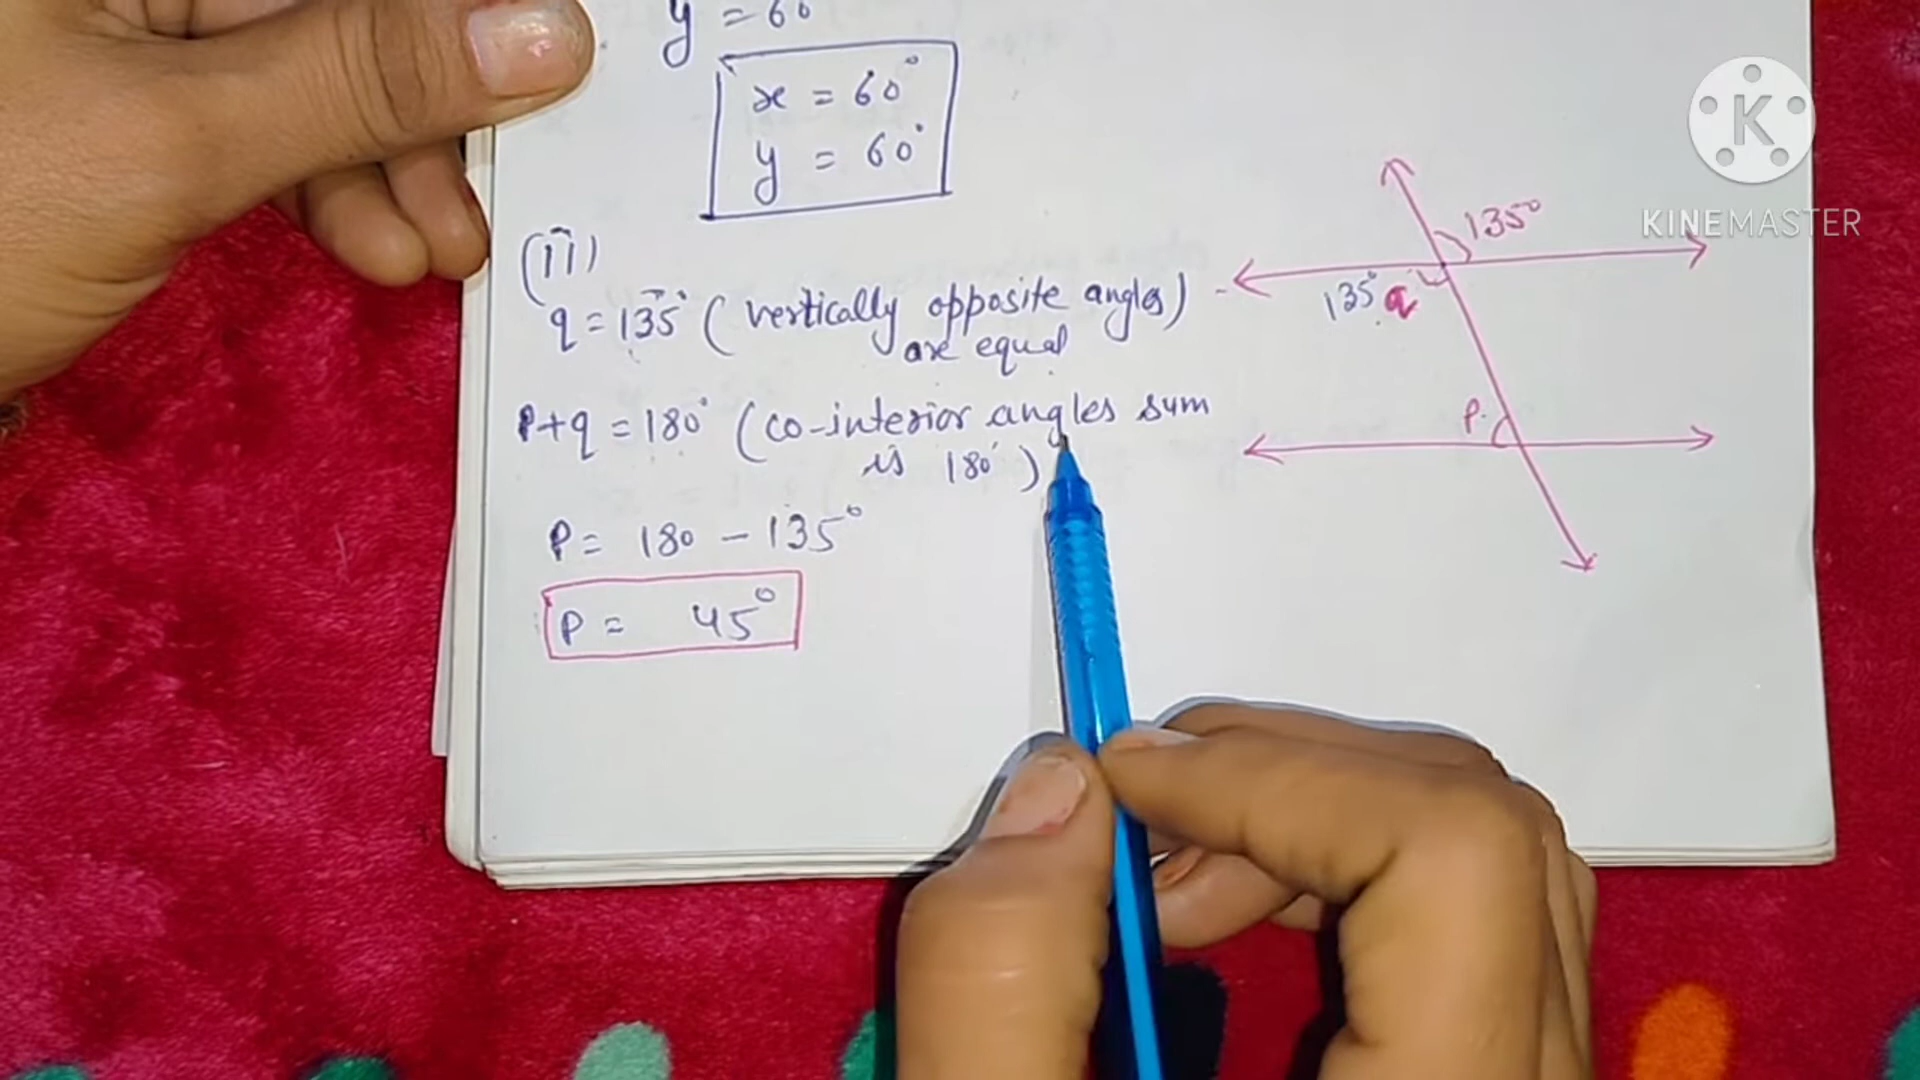 y = 60
x = 60°
y = 60°
(ii)
q = 135° ( vertically opposite angles)
are equal
P+q = 180° (co-interior angles sum
is 180°)
P = 180 - 135°
P = 45°
135°
135° q
P
K
KINEMASTER